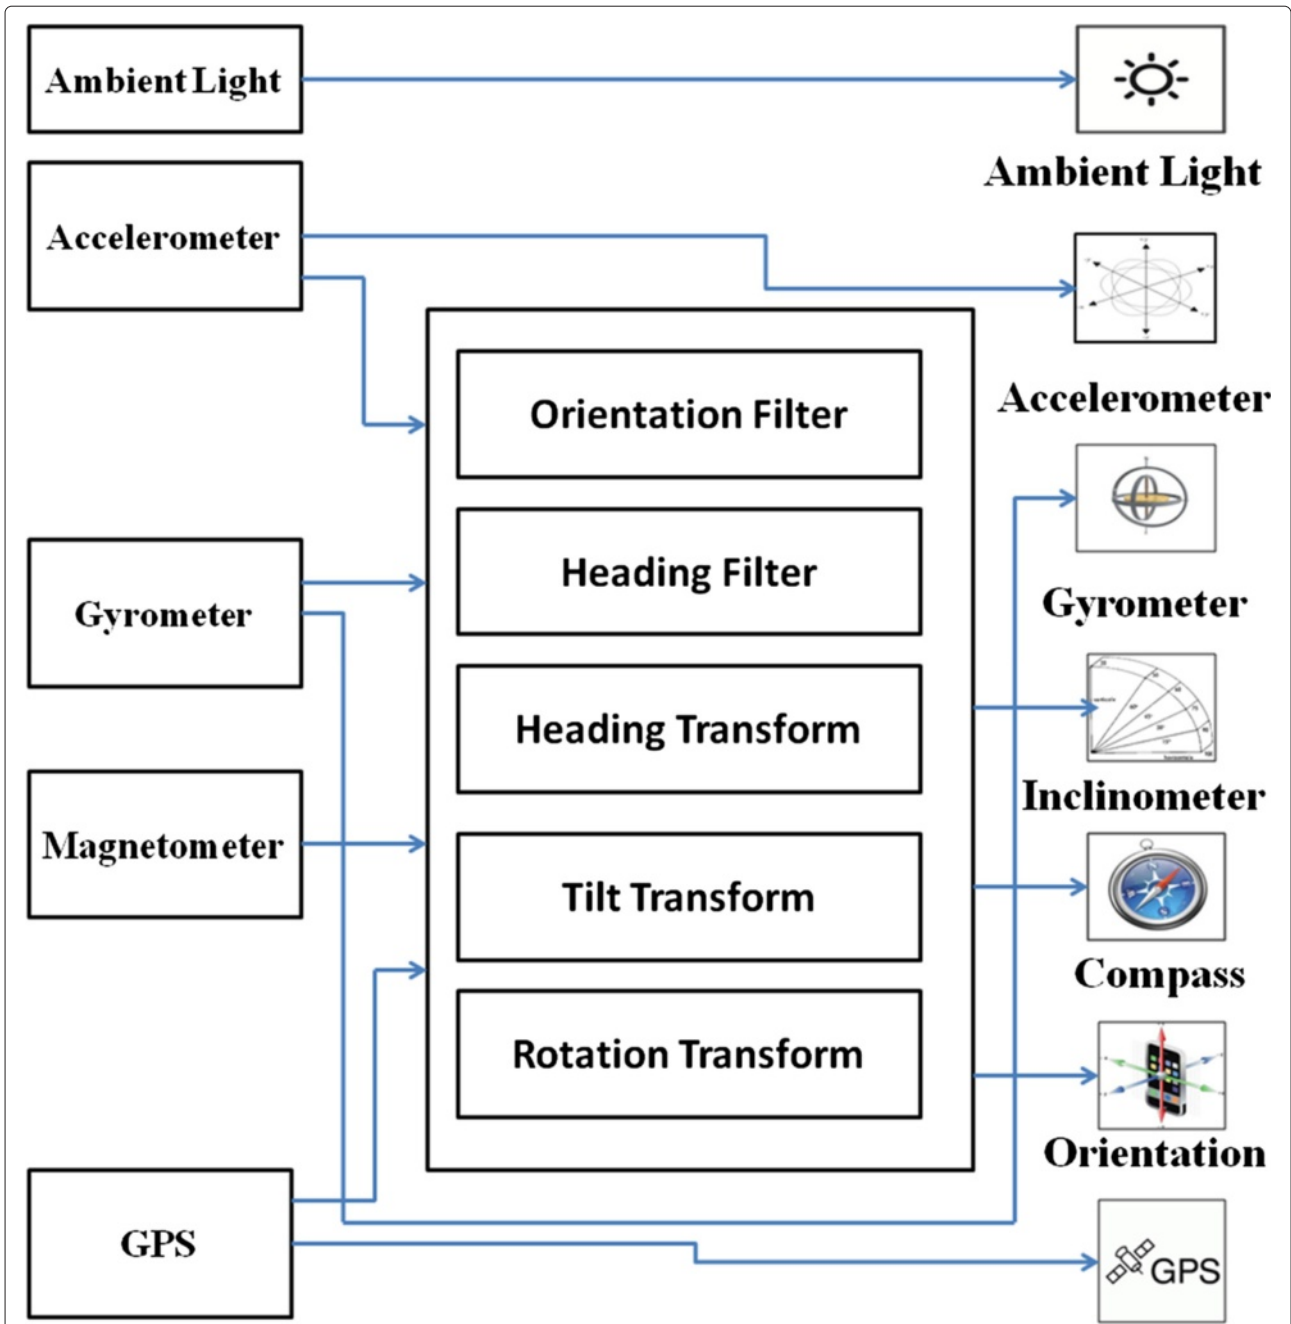 Ambient Light
Accelerometer
Gyrometer
Magnetometer
GPS
Orientation Filter
Heading Filter
Heading Transform
Tilt Transform
Rotation Transform
Ambient Light
Accelerometer
Gyrometer
Inclinometer
Compass
Orientation
GPS